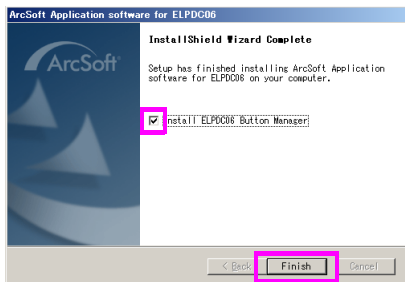 ArcSoft Application software for ELPDC06
ArcSoft
InstallShield Wizard Complete
Setup has finished installing ArcSoft Application
software for ELPDC06 on your computer.
Install ELPDC06 Button Manager
< Back
Finish
Cancel